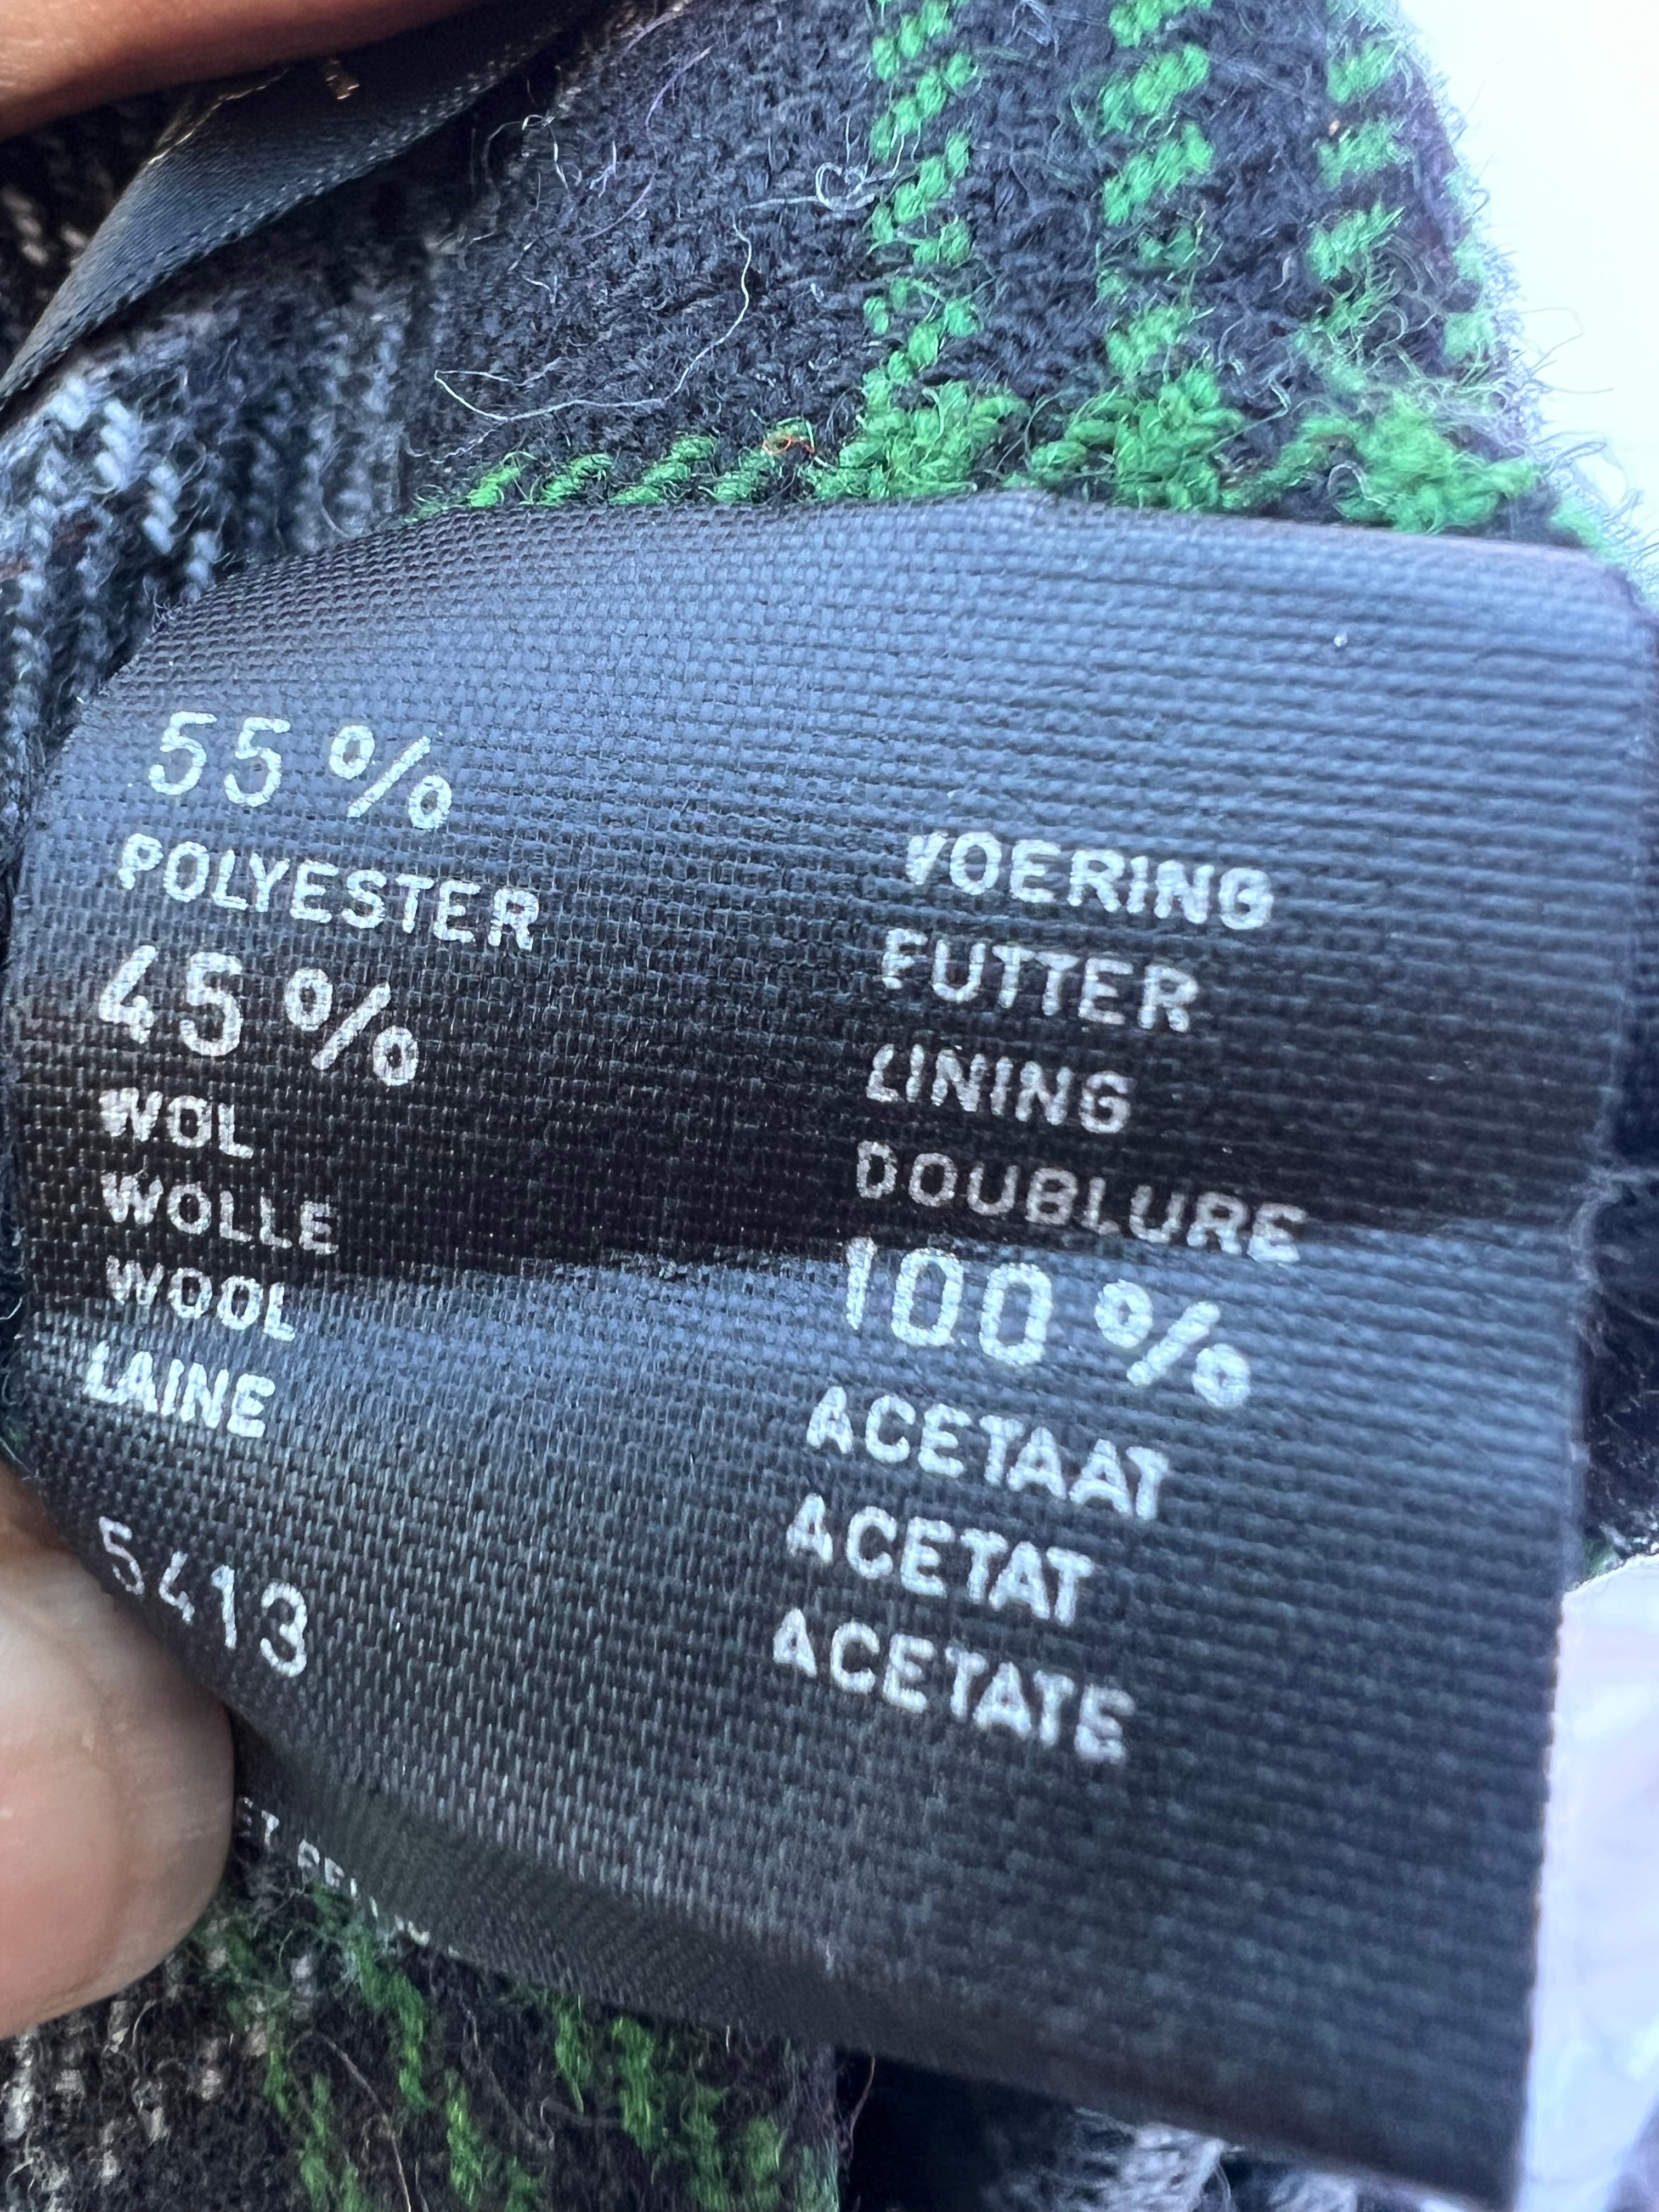 55%
POLYESTER
45%
WOL
WOLLE
WOOL
LAINE
5413
VOERING
FUTTER
LINING
DOUBLURE
100%
ACETAAT
ACETAT
ACETATE